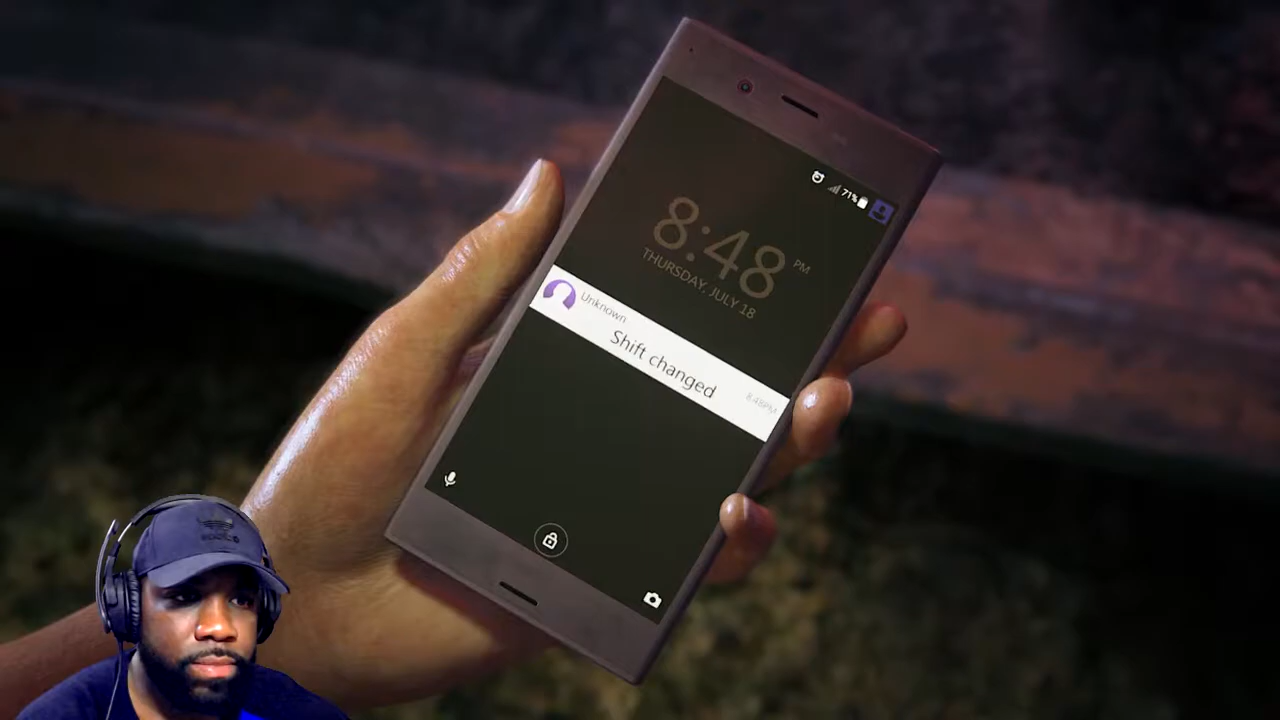 71%
8:48 PM
THURSDAY, JULY 18
Unknown
Shift changed
8:48PM